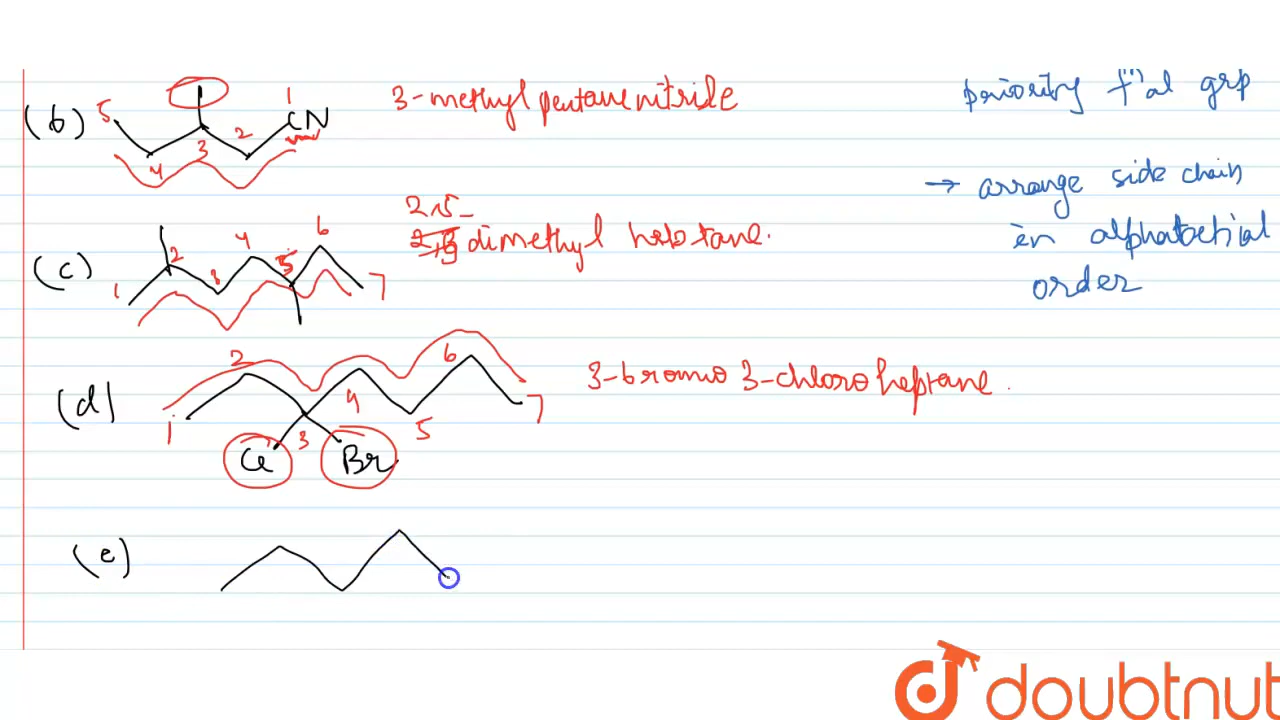 priority f⁽ⁿ⁾al grp
(b) 5 4 3 2 1 CN 3-methyl pentane nitrile
→ arrange side chain
in alphabetical
order
2,5-
(c) 1 2 3 4 5 6 7 dimethyl heptane.
(d) 1 2 3 4 5 6 7 Cl Br 3-bromo 3-chloro heptane.
(e)
doubtnut